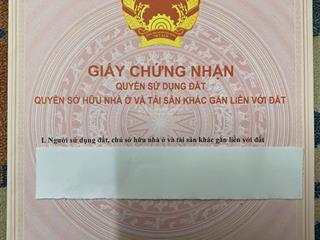 GIẤY CHỨNG NHẬN
QUYỀN SỬ DỤNG ĐẤT
QUYỀN SỞ HỮU NHÀ Ở VÀ TÀI SẢN KHÁC GẮN LIỀN VỚI ĐẤT
I. Người sử dụng đất, chủ sở hữu nhà ở và tài sản khác gắn liền với đất